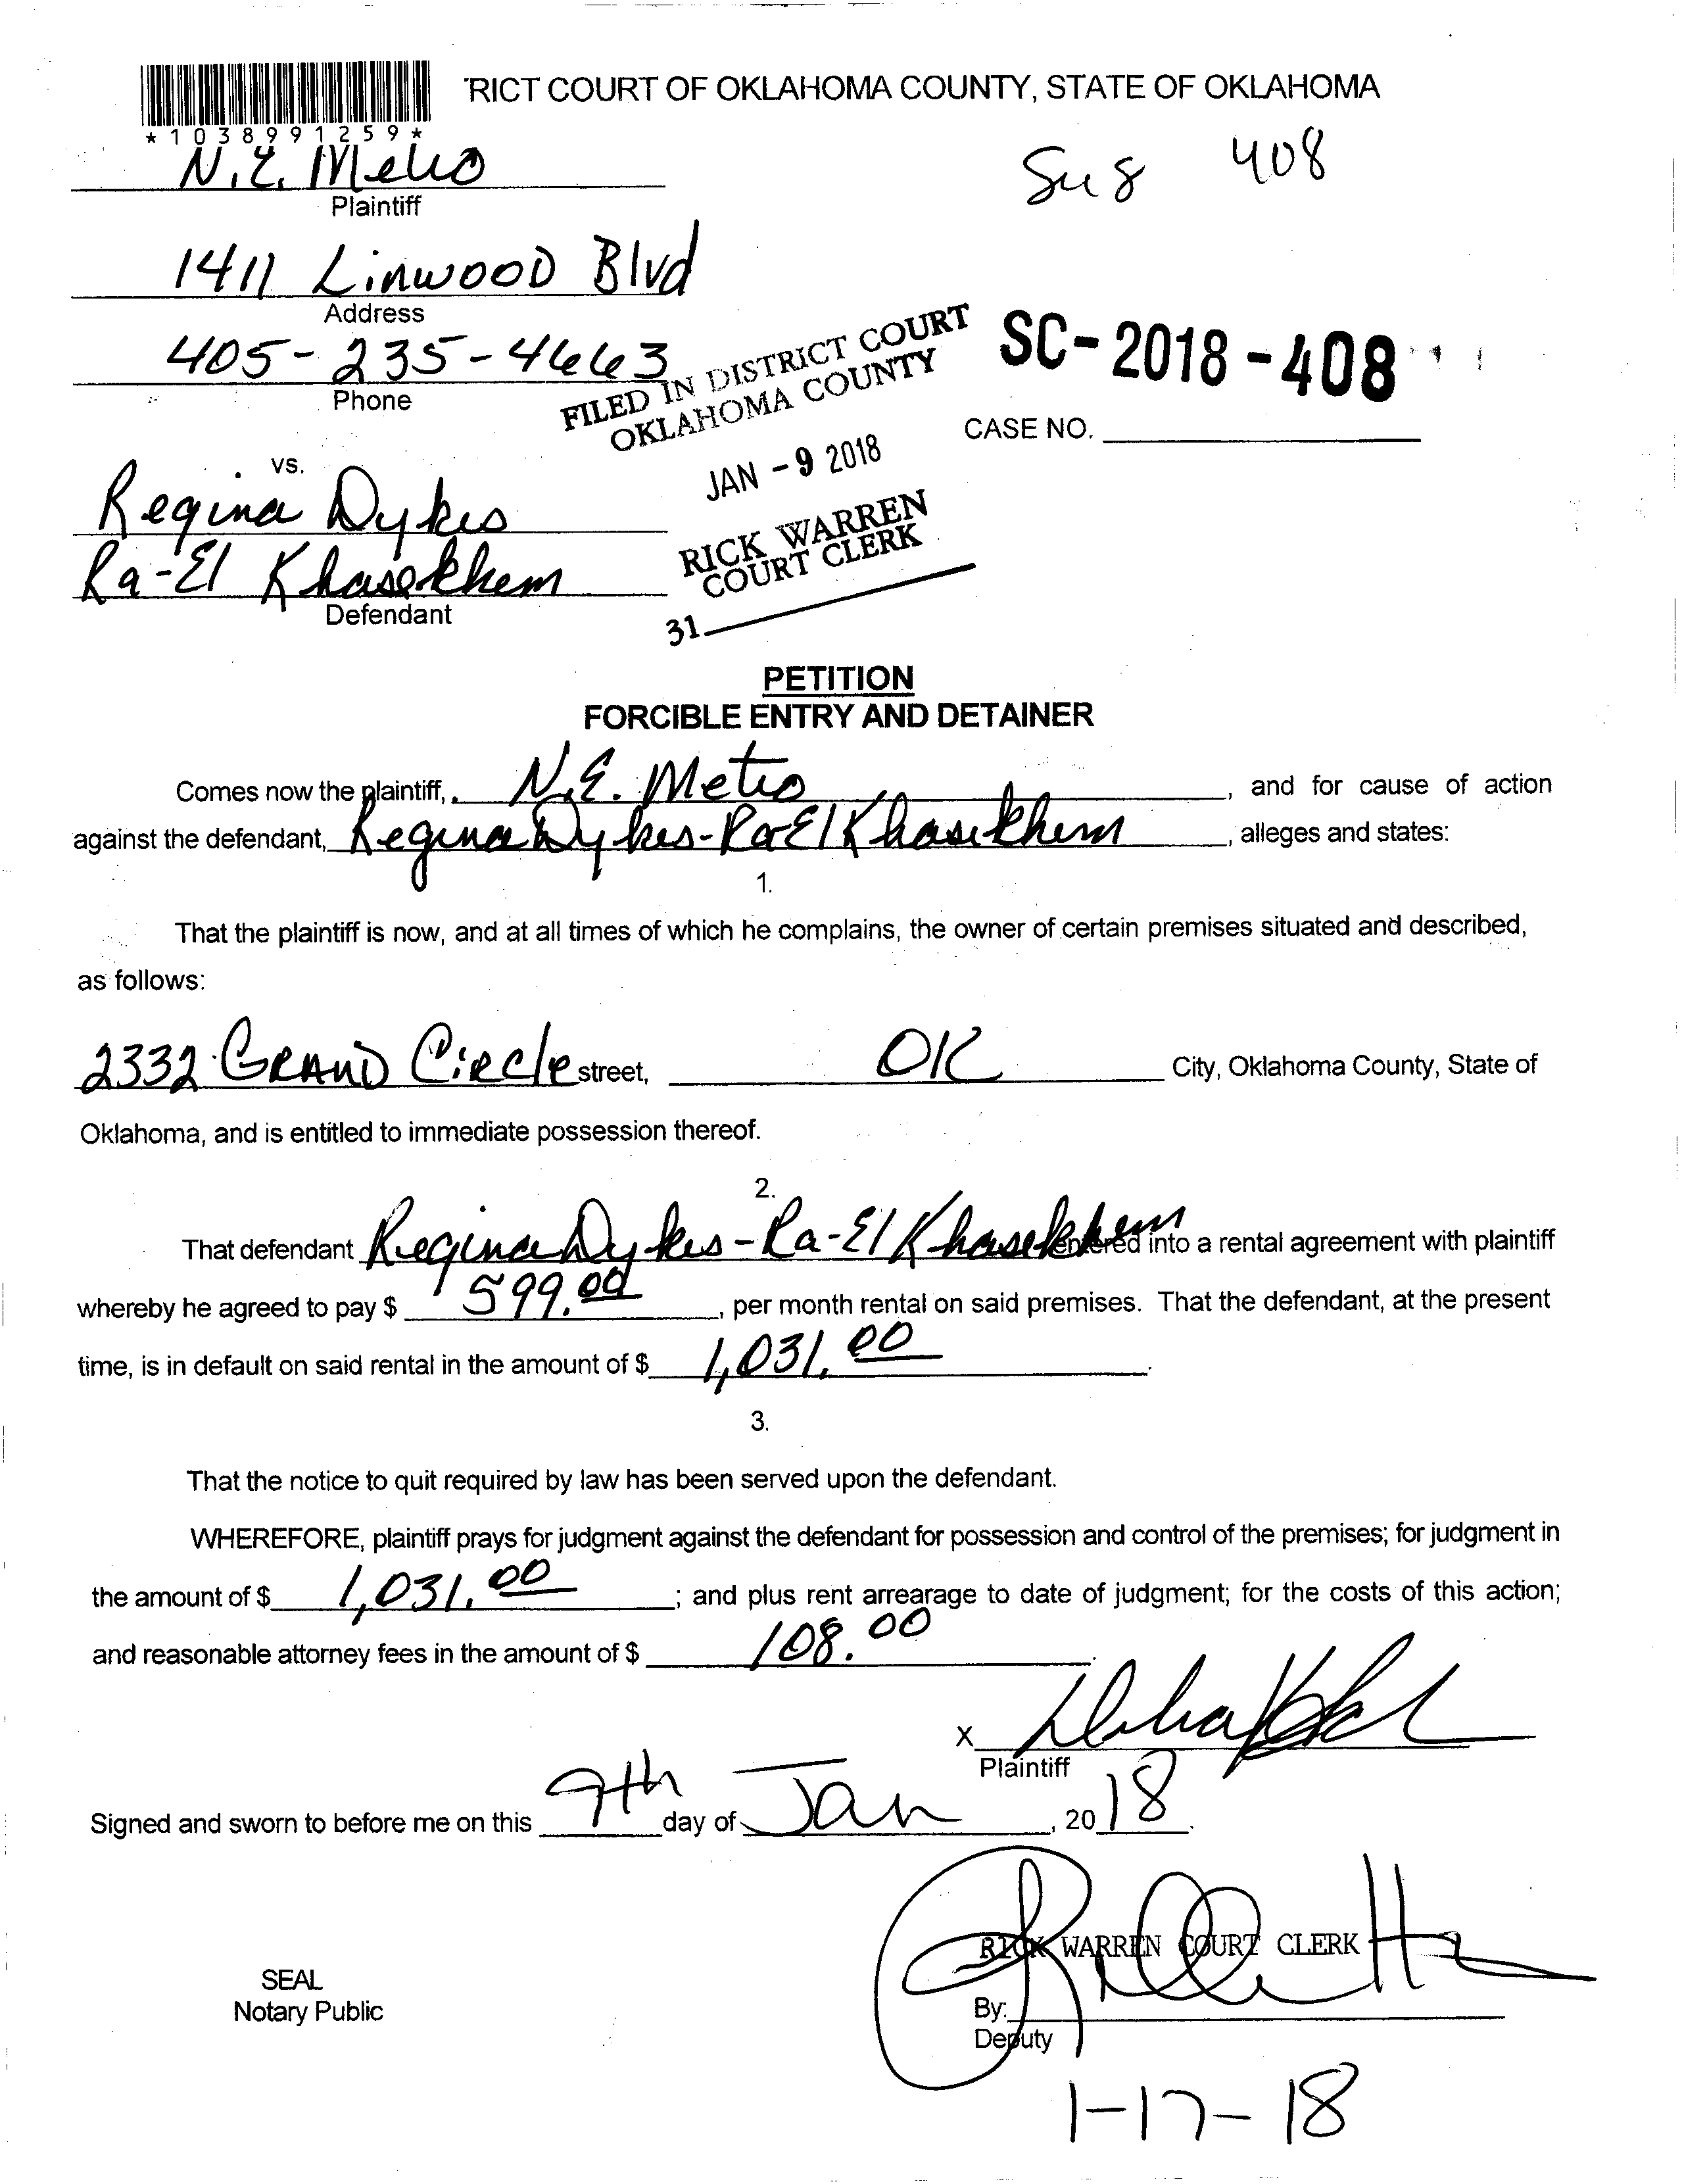 'RICT COURT OF OKLAHOMA COUNTY, STATE OF OKLAHOMA
*1038991259*
N.E. Metro
Plaintiff
408
1411 Linwood Blvd
Address
405-235-4663
Phone
FILED IN DISTRICT COURT
OKLAHOMA COUNTY
JAN -9 2018
RICK WARREN
COURT CLERK
31
SC-2018-408
CASE NO.
vs.
Regina Dykes
Ra-El Khasekhem
Defendant
PETITION
FORCIBLE ENTRY AND DETAINER
Comes now the plaintiff, N.E. Metro, and for cause of action
against the defendant, Regina Dykes-Ra-El Khasekhem, alleges and states:
1.
That the plaintiff is now, and at all times of which he complains, the owner of certain premises situated and described,
as follows:
2332 Grand Circle street, OK City, Oklahoma County, State of
Oklahoma, and is entitled to immediate possession thereof.
2.
That defendant Regina Dykes-Ra-El Khasekhem entered into a rental agreement with plaintiff
whereby he agreed to pay $ 599.00, per month rental on said premises. That the defendant, at the present
time, is in default on said rental in the amount of $ 1,031.00.
3.
That the notice to quit required by law has been served upon the defendant.
WHEREFORE, plaintiff prays for judgment against the defendant for possession and control of the premises; for judgment in
the amount of $ 1,031.00; and plus rent arrearage to date of judgment; for the costs of this action;
and reasonable attorney fees in the amount of $ 108.00.
X
Plaintiff
Signed and sworn to before me on this 9th day of Jan, 2018.
RICK WARREN COURT CLERK
SEAL
Notary Public
By:
Deputy
1-17-18